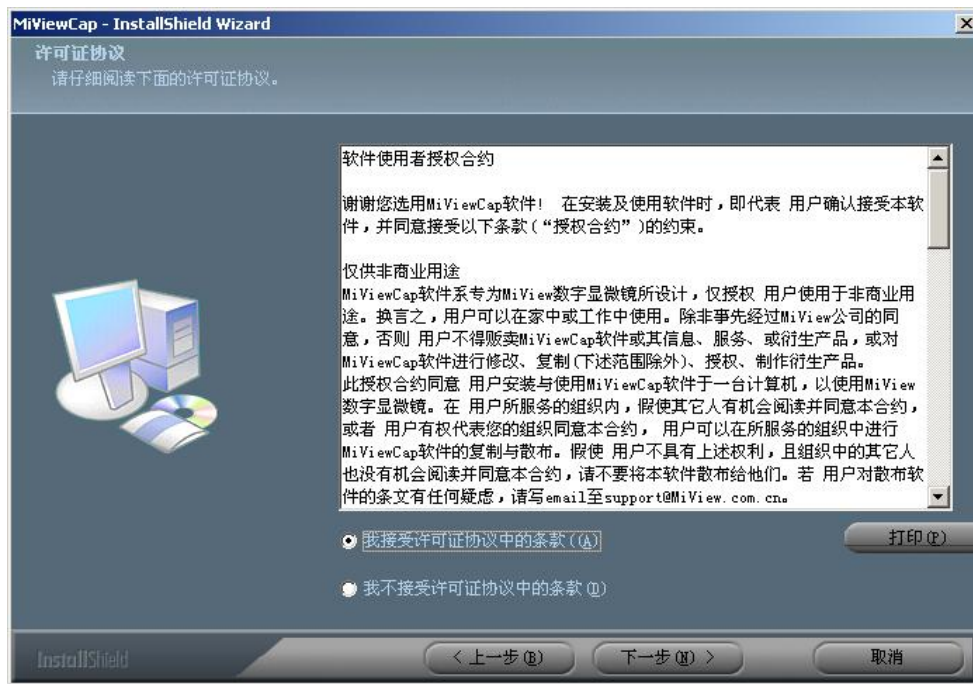 MiViewCap - InstallShield Wizard
许可证协议
请仔细阅读下面的许可证协议。
软件使用者授权合约
谢谢您选用MiViewCap软件! 在安装及使用软件时，即代表 用户确认接受本软
件，并同意接受以下条款(“授权合约”)的约束。
仅供非商业用途
MiViewCap软件系专为MiView数字显微镜所设计，仅授权 用户使用于非商业用
途。换言之，用户可以在家中或工作中使用。除非事先经过MiView公司的同
意，否则 用户不得贩卖MiViewCap软件或其信息、服务、或衍生产品，或对
MiViewCap软件进行修改、复制(下述范围除外)、授权、制作衍生产品。
此授权合约同意 用户安装与使用MiViewCap软件于一台计算机，以使用MiView
数字显微镜。在 用户所服务的组织内，假使其它人有机会阅读并同意本合约，
或者 用户有权代表您的组织同意本合约， 用户可以在所服务的组织中进行
MiViewCap软件的复制与散布。假使 用户不具有上述权利，且组织中的其它人
也没有机会阅读并同意本合约，请不要将本软件散布给他们。若 用户对散布软
件的条文有任何疑虑，请写email至support@MiView.com.cn。
我接受许可证协议中的条款((A)
打印(P)
我不接受许可证协议中的条款(D)
InstallShield
< 上一步(B)
下一步(N) >
取消